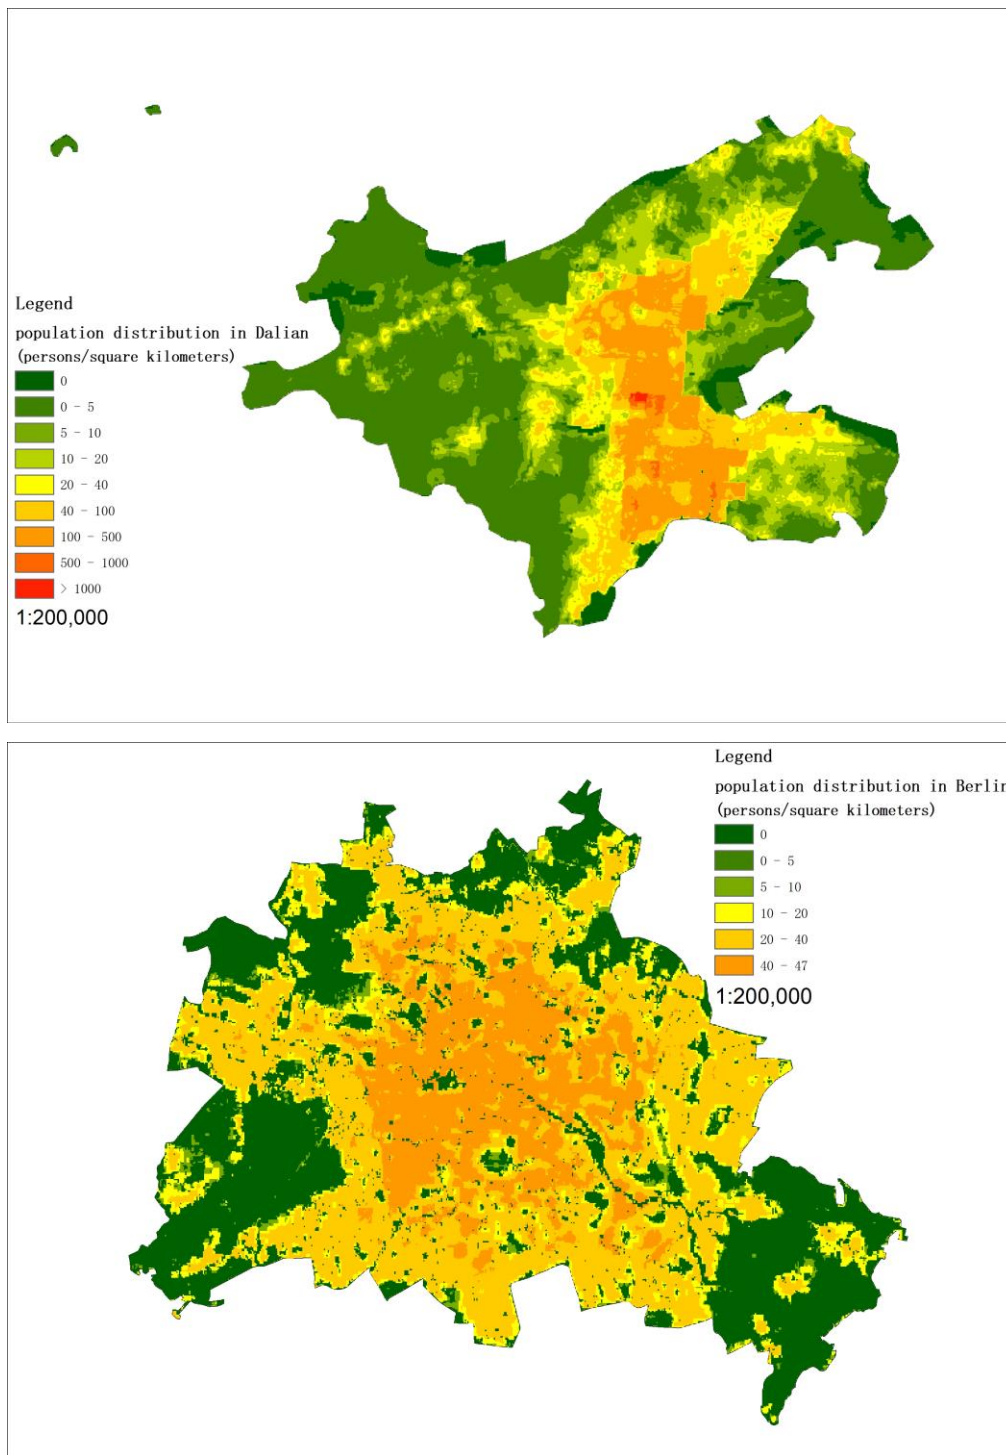 Legend
population distribution in Dalian
(persons/square kilometers)
0
0 - 5
5 - 10
10 - 20
20 - 40
40 - 100
100 - 500
500 - 1000
> 1000
1:200,000
Legend
population distribution in Berlin
(persons/square kilometers)
0
0 - 5
5 - 10
10 - 20
20 - 40
40 - 47
1:200,000